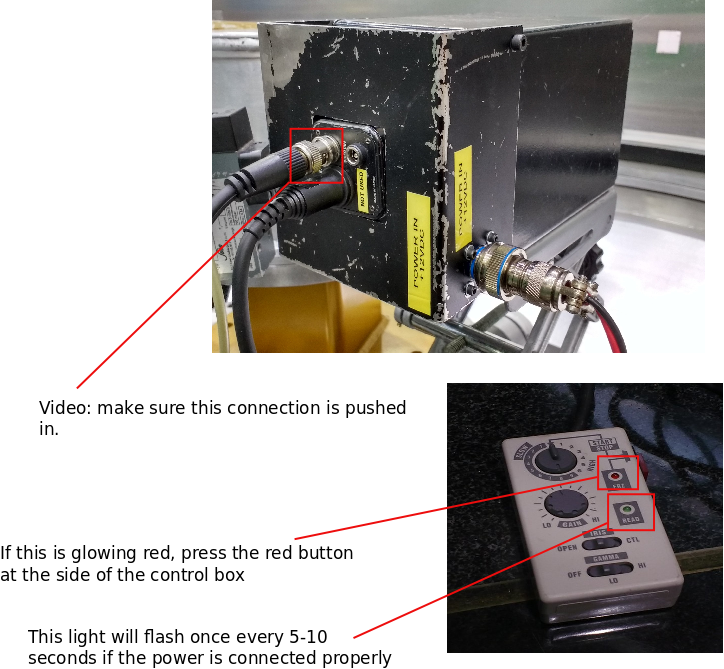 NOT USED
POWER IN
+12VDC
POWER IN
+12VDC
Video: make sure this connection is pushed
in.
START
STOP
HIGH
LO GAIN HI
READ
IRIS
OPEN CTL
GAMMA
OFF HI
LO
If this is glowing red, press the red button
at the side of the control box
This light will flash once every 5-10
seconds if the power is connected properly